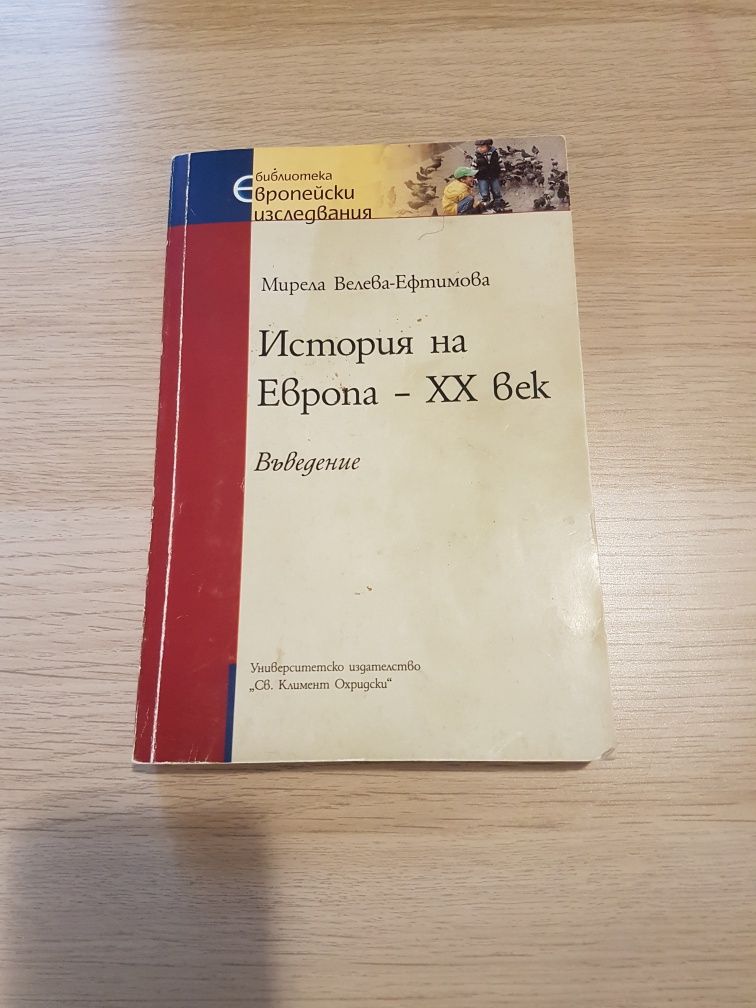 библиотека
Европейски
изследвания
Мирела Велева-Ефтимова
История на
Европа – XX век
Въведение
Университетско издателство
„Св. Климент Охридски“